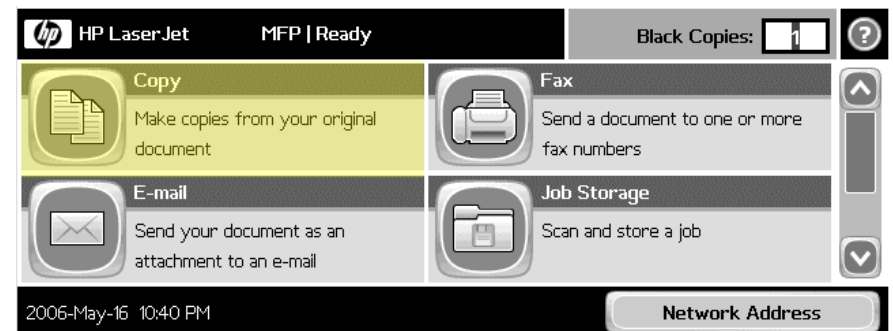 hp HP LaserJet MFP | Ready Black Copies: 1 ?
Copy
Make copies from your original
document
Fax
Send a document to one or more
fax numbers
E-mail
Send your document as an
attachment to an e-mail
Job Storage
Scan and store a job
2006-May-16 10:40 PM Network Address